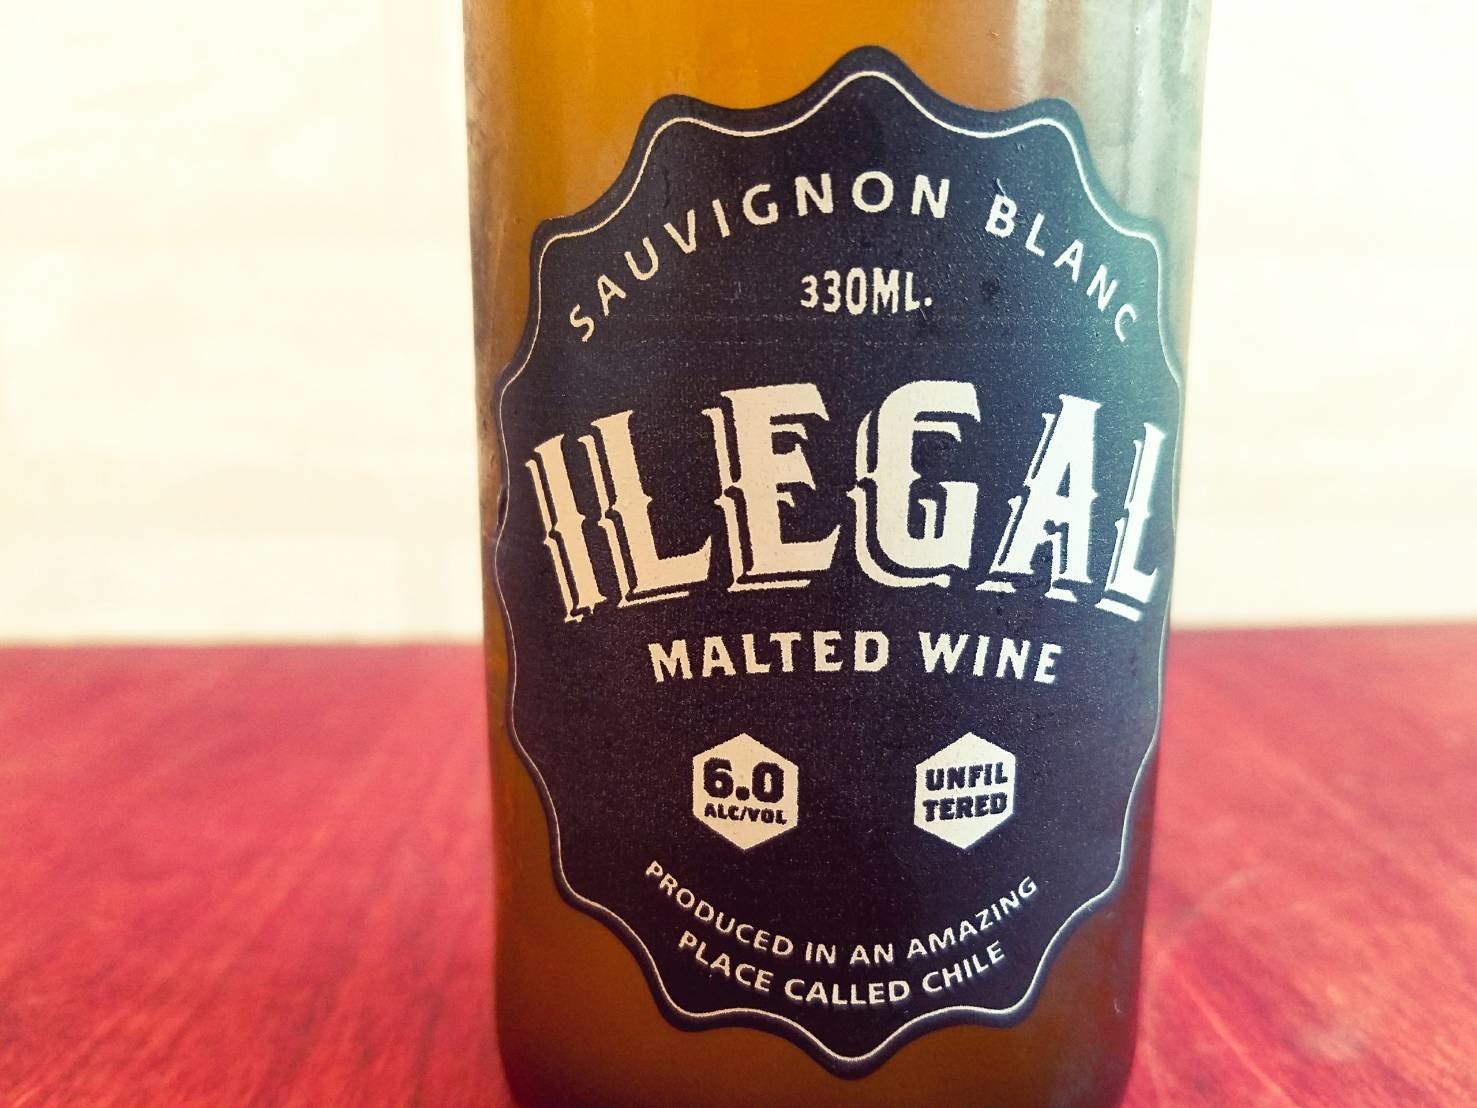 SAUVIGNON BLANC
330ML.
ILEGAL
MALTED WINE
6.0
ALC/VOL
UNFIL
TERED
PRODUCED IN AN AMAZING
PLACE CALLED CHILE